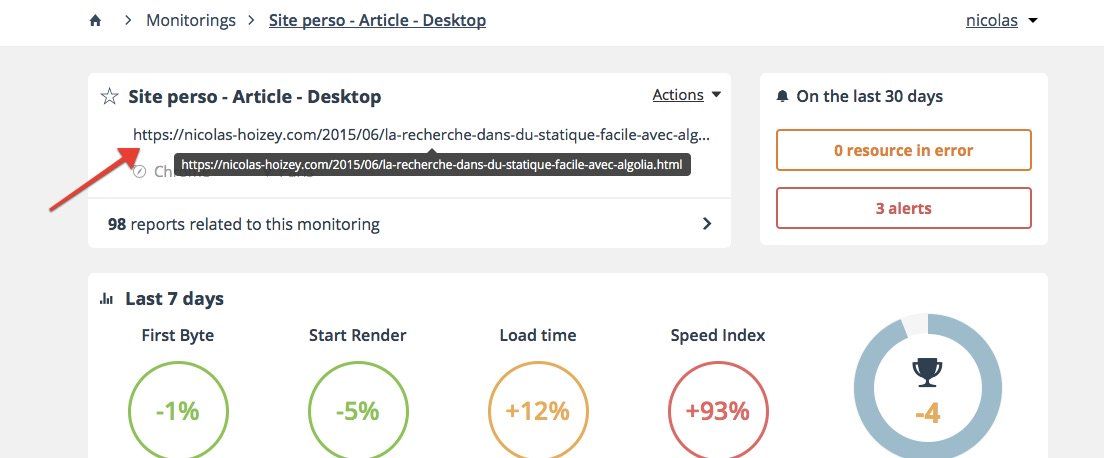 Monitorings > Site perso - Article - Desktop
nicolas
Site perso - Article - Desktop
Actions
https://nicolas-hoizey.com/2015/06/la-recherche-dans-du-statique-facile-avec-alg...
https://nicolas-hoizey.com/2015/06/la-recherche-dans-du-statique-facile-avec-algolia.html
98 reports related to this monitoring
On the last 30 days
0 resource in error
3 alerts
Last 7 days
First Byte
Start Render
Load time
Speed Index
-1%
-5%
+12%
+93%
-4